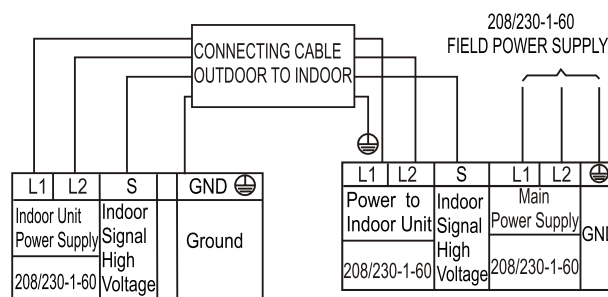 208/230-1-60
FIELD POWER SUPPLY
CONNECTING CABLE
OUTDOOR TO INDOOR
L1 L2 S GND
Indoor Unit
Power Supply
208/230-1-60
Indoor
Signal
High
Voltage
Ground
L1 L2 S L1 L2
Power to
Indoor Unit
208/230-1-60
Indoor
Signal
High
Voltage
Main
Power Supply
208/230-1-60